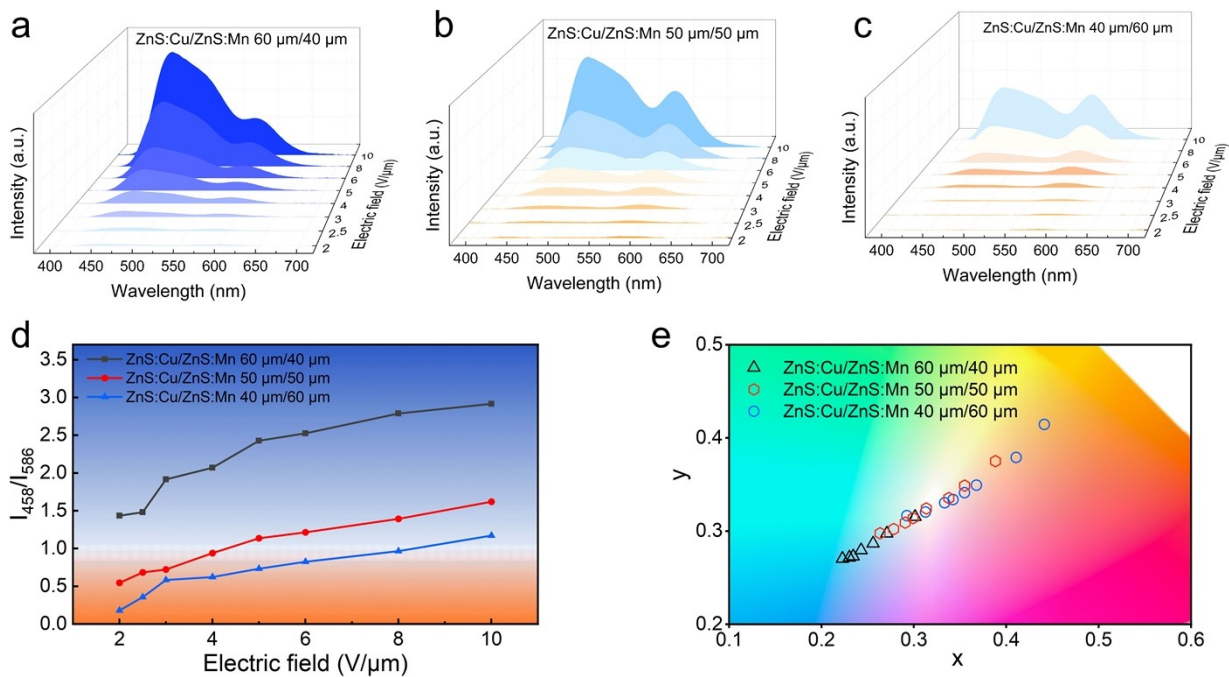 a
ZnS:Cu/ZnS:Mn 60 µm/40 µm
Intensity (a.u.)
400 450 500 550 600 650 700
Wavelength (nm)
2 2.5 3 4 5 6 8 10
Electric field (V/µm)
b
ZnS:Cu/ZnS:Mn 50 µm/50 µm
Intensity (a.u.)
400 450 500 550 600 650 700
Wavelength (nm)
2 2.5 3 4 5 6 8 10
Electric field (V/µm)
c
ZnS:Cu/ZnS:Mn 40 µm/60 µm
Intensity (a.u.)
400 450 500 550 600 650 700
Wavelength (nm)
2 2.5 3 4 5 6 8 10
Electric field (V/µm)
d
ZnS:Cu/ZnS:Mn 60 µm/40 µm
ZnS:Cu/ZnS:Mn 50 µm/50 µm
ZnS:Cu/ZnS:Mn 40 µm/60 µm
I458/I586
3.5
3.0
2.5
2.0
1.5
1.0
0.5
0.0
2 4 6 8 10
Electric field (V/µm)
e
ZnS:Cu/ZnS:Mn 60 µm/40 µm
ZnS:Cu/ZnS:Mn 50 µm/50 µm
ZnS:Cu/ZnS:Mn 40 µm/60 µm
y
0.5
0.4
0.3
0.2
0.1 0.2 0.3 0.4 0.5 0.6
x